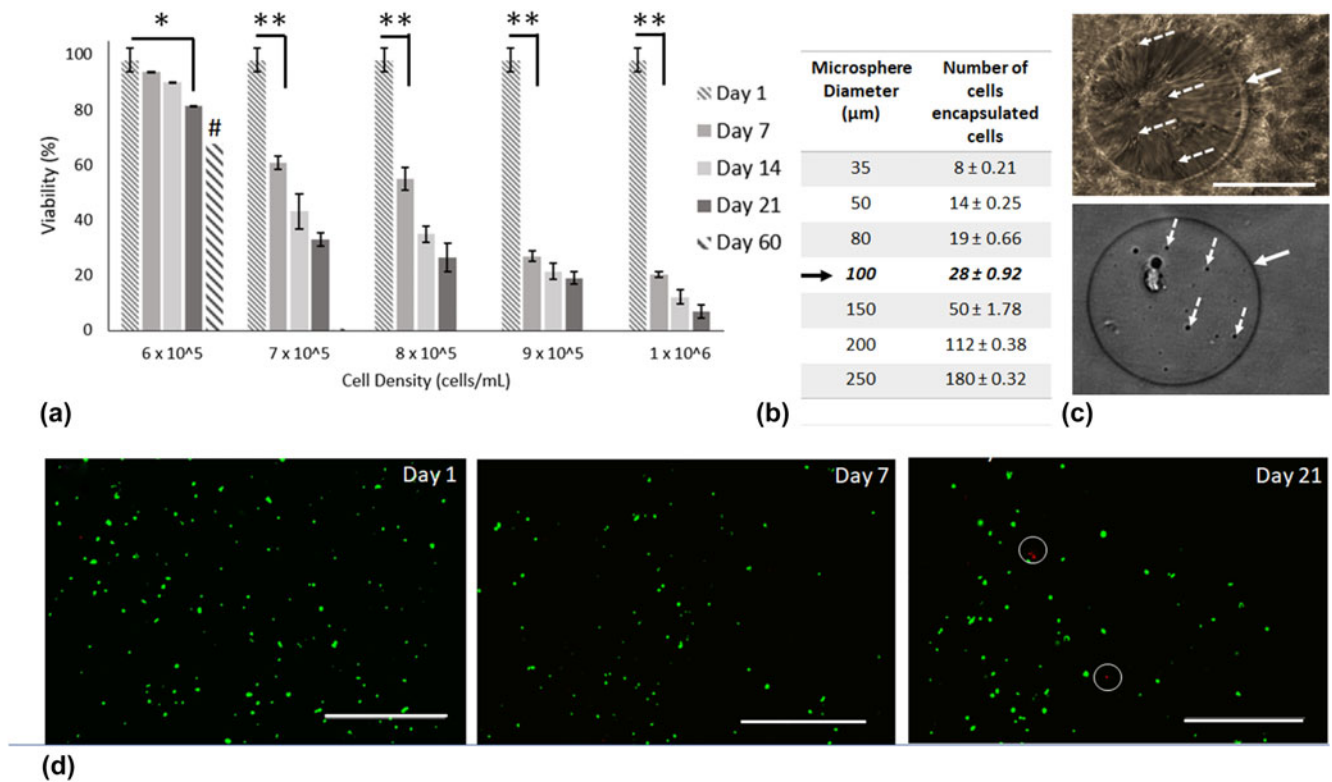 * ** ** ** **
100
80
60
40
20
0
Viability (%)
#
6 x 10^5 7 x 10^5 8 x 10^5 9 x 10^5 1 x 10^6
Cell Density (cells/mL)
Day 1
Day 7
Day 14
Day 21
Day 60
(a)
Microsphere Diameter (µm) Number of cells encapsulated cells
35 8 ± 0.21
50 14 ± 0.25
80 19 ± 0.66
100 28 ± 0.92
150 50 ± 1.78
200 112 ± 0.38
250 180 ± 0.32
(b)
(c)
Day 1
Day 7
Day 21
(d)